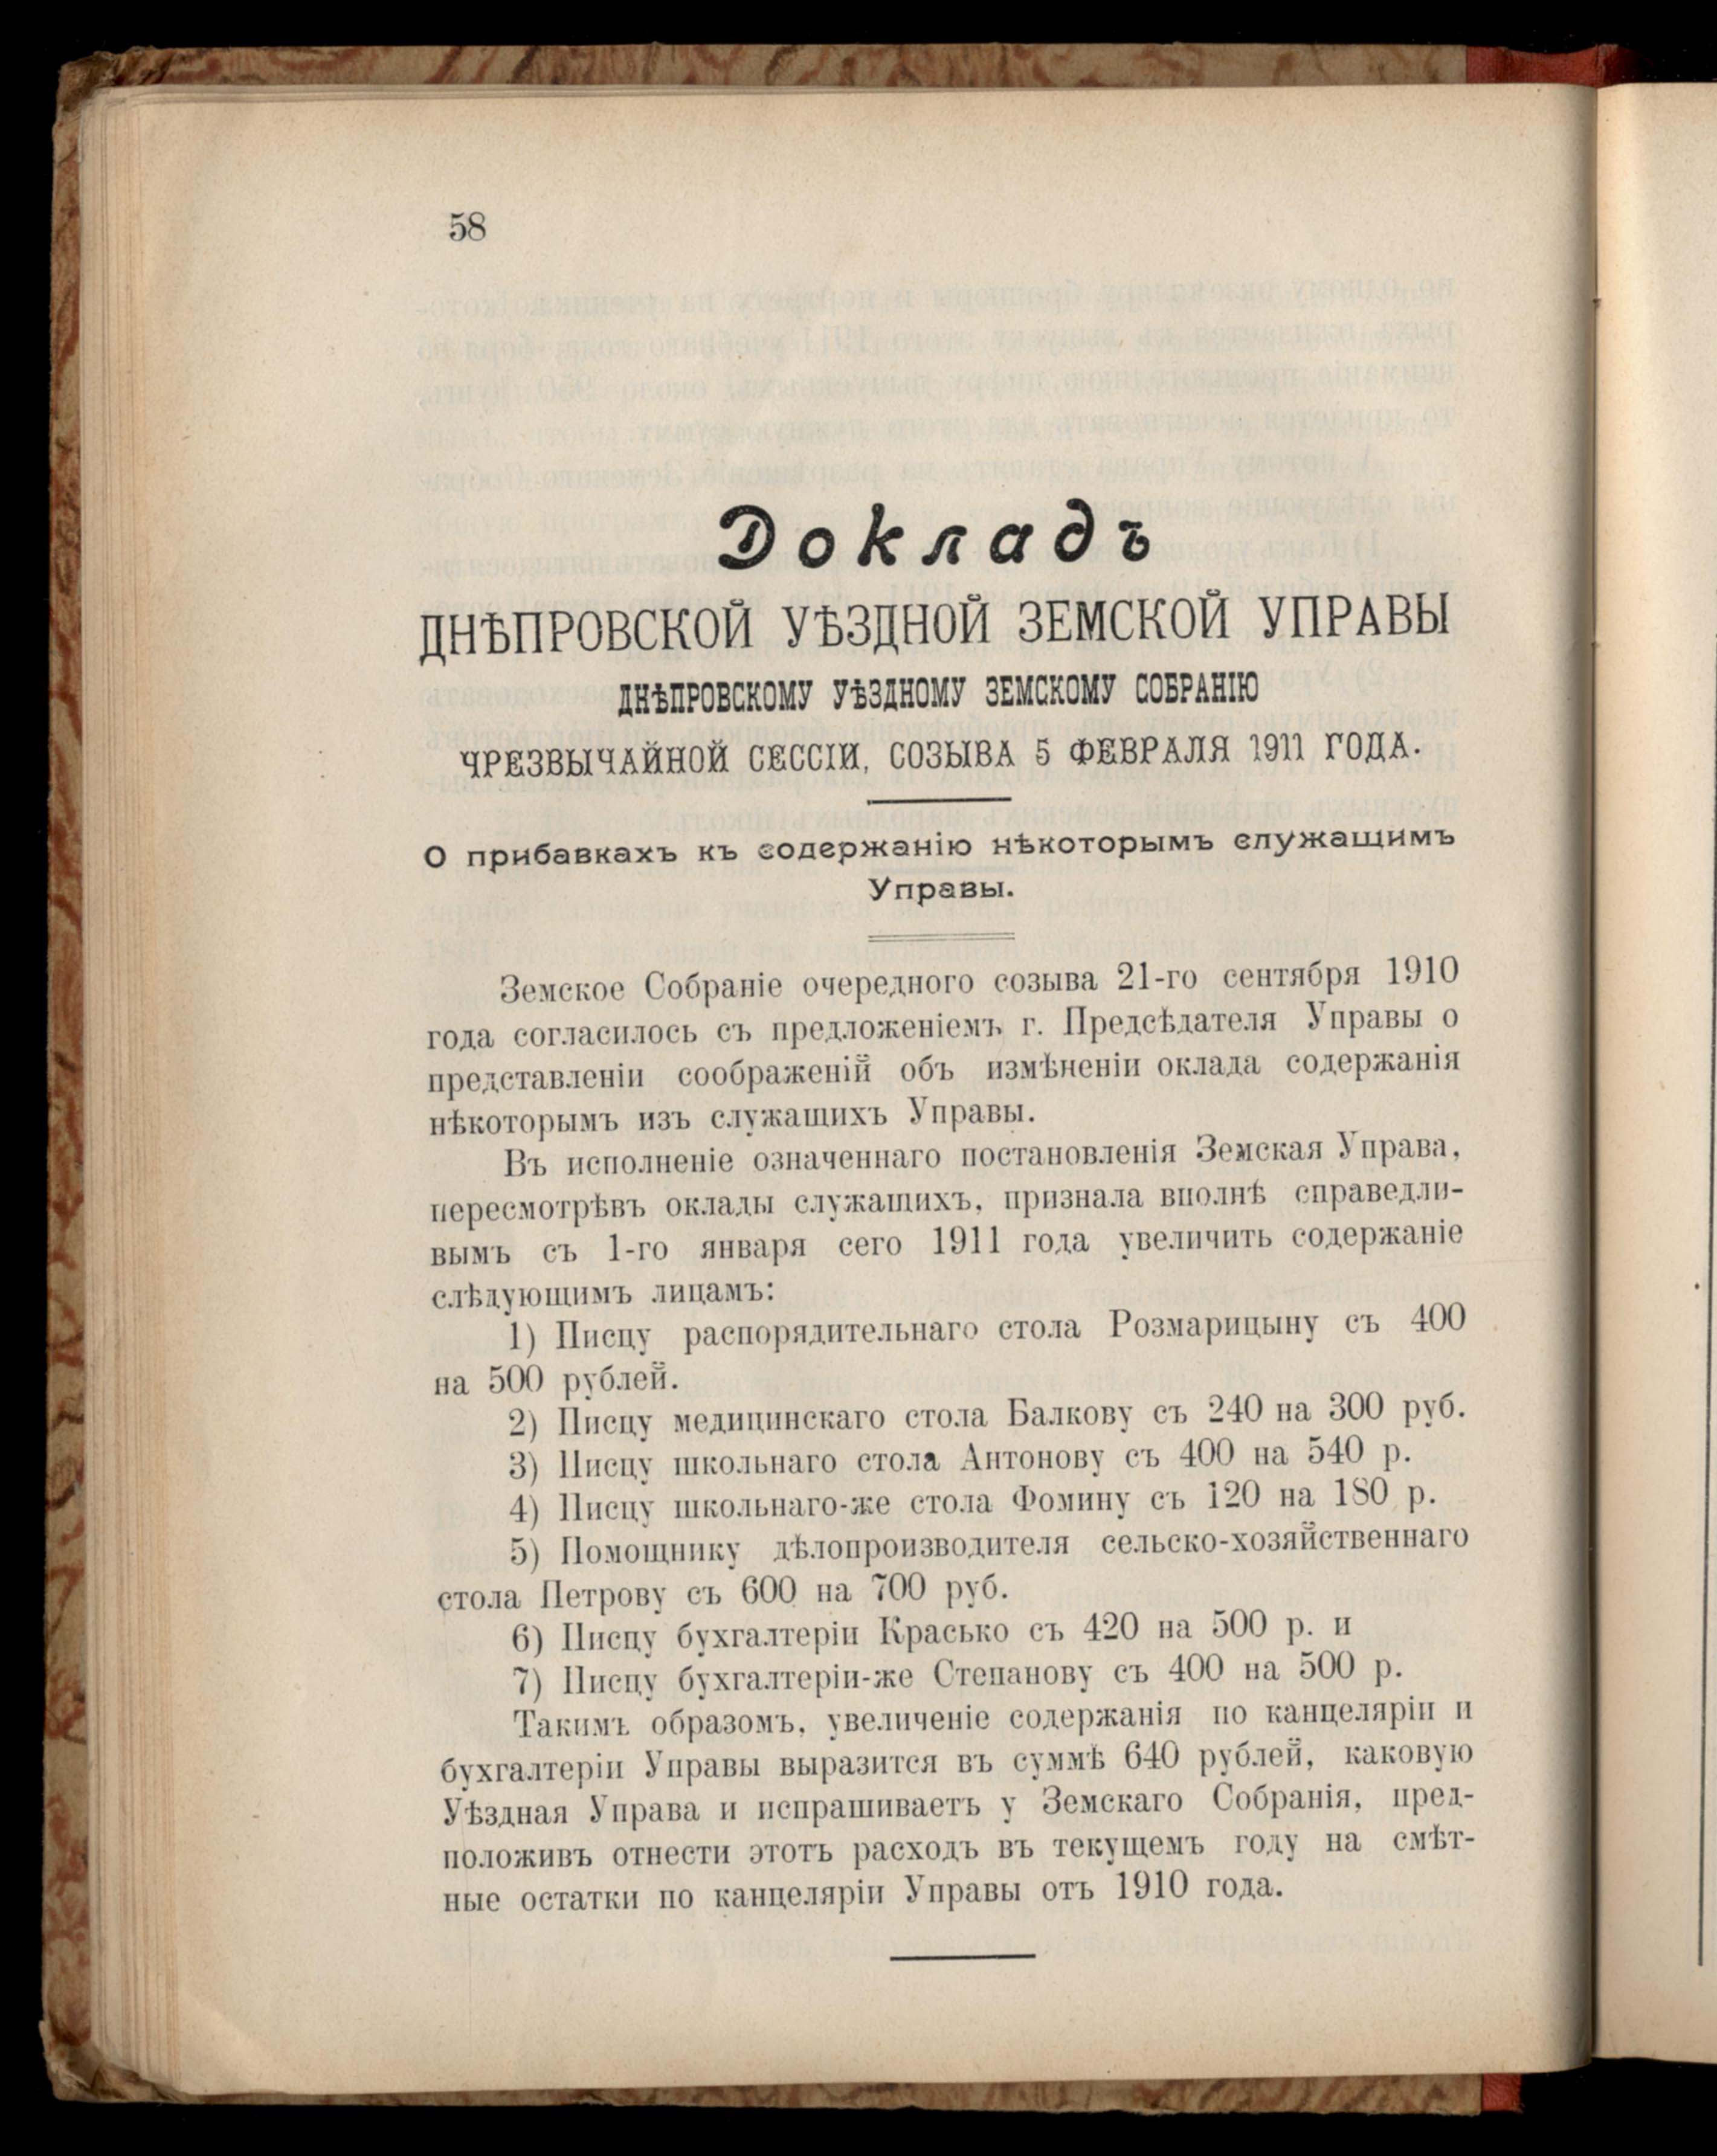 58
Докладъ
ДНѢПРОВСКОЙ УѢЗДНОЙ ЗЕМСКОЙ УПРАВЫ
ДНѢПРОВСКОМУ УѢЗДНОМУ ЗЕМСКОМУ СОБРАНІЮ
ЧРЕЗВЫЧАЙНОЙ СЕССІИ, СОЗЫВА 5 ФЕВРАЛЯ 1911 ГОДА.
О прибавкахъ къ содержанію нѣкоторымъ служащимъ
Управы.
Земское Собраніе очередного созыва 21-го сентября 1910
года согласилось съ предложеніемъ г. Предсѣдателя Управы о
представленіи соображеній объ измѣненіи оклада содержанія
нѣкоторымъ изъ служащихъ Управы.
Въ исполненіе означеннаго постановленія Земская Управа,
пересмотрѣвъ оклады служащихъ, признала вполнѣ справедли-
вымъ съ 1-го января сего 1911 года увеличить содержаніе
слѣдующимъ лицамъ:
1) Писцу распорядительнаго стола Розмарицыну съ 400
на 500 рублей.
2) Писцу медицинскаго стола Балкову съ 240 на 300 руб.
3) Писцу школьнаго стола Антонову съ 400 на 540 р.
4) Писцу школьнаго-же стола Фомину съ 120 на 180 р.
5) Помощнику дѣлопроизводителя сельско-хозяйственнаго
стола Петрову съ 600 на 700 руб.
6) Писцу бухгалтеріи Красько съ 420 на 500 р. и
7) Писцу бухгалтеріи-же Степанову съ 400 на 500 р.
Такимъ образомъ, увеличеніе содержанія по канцеляріи и
бухгалтеріи Управы выразится въ суммѣ 640 рублей, каковую
Уѣздная Управа и испрашиваетъ у Земскаго Собранія, пред-
положивъ отнести этотъ расходъ въ текущемъ году на смѣт-
ные остатки по канцеляріи Управы отъ 1910 года.